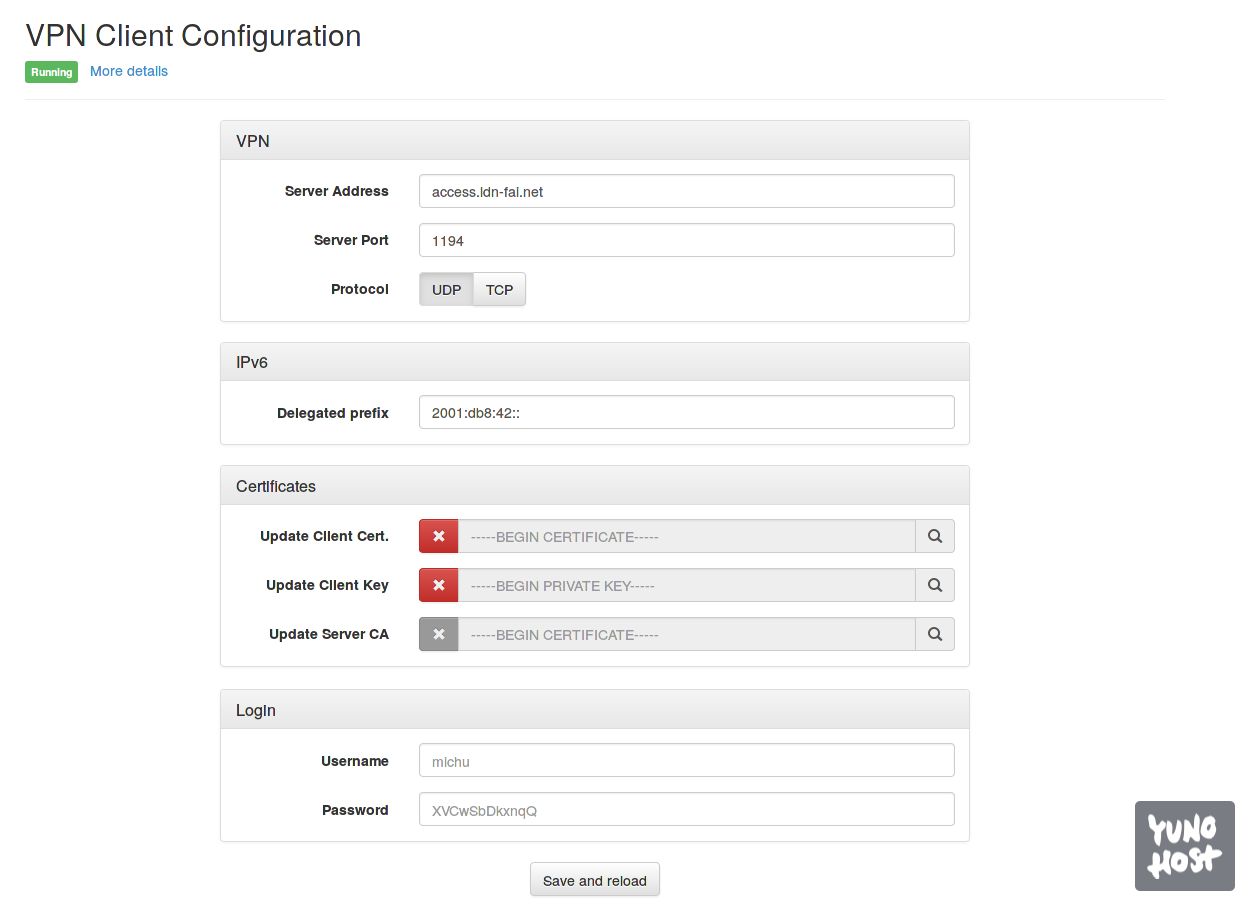 VPN Client Configuration
Running More details
VPN
Server Address access.ldn-fai.net
Server Port 1194
Protocol UDP TCP
IPv6
Delegated prefix 2001:db8:42::
Certificates
Update Client Cert. -----BEGIN CERTIFICATE-----
Update Client Key -----BEGIN PRIVATE KEY-----
Update Server CA -----BEGIN CERTIFICATE-----
Login
Username michu
Password XVCwSbDkxnqQ
Save and reload
YUNO
HOST